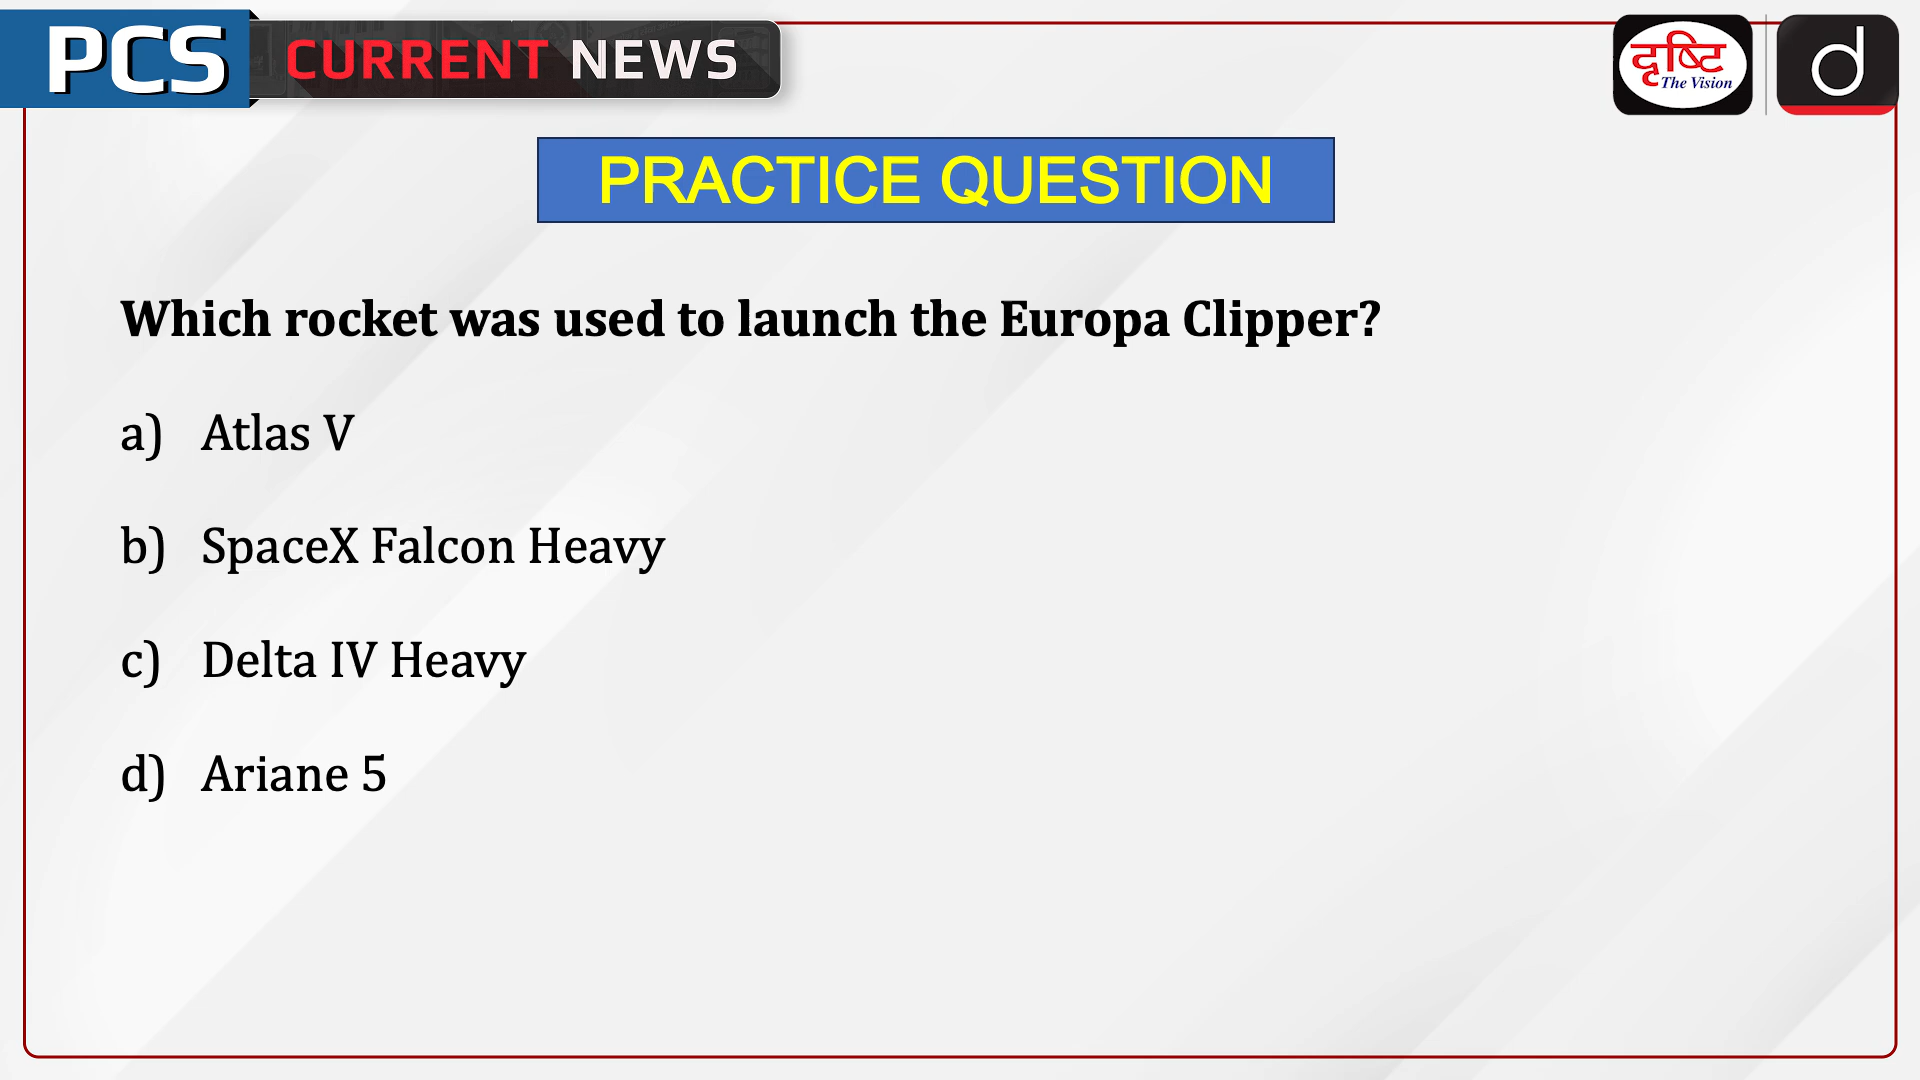 PCS CURRENT NEWS
दृष्टि
The Vision
d
PRACTICE QUESTION
Which rocket was used to launch the Europa Clipper?
a) Atlas V
b) SpaceX Falcon Heavy
c) Delta IV Heavy
d) Ariane 5